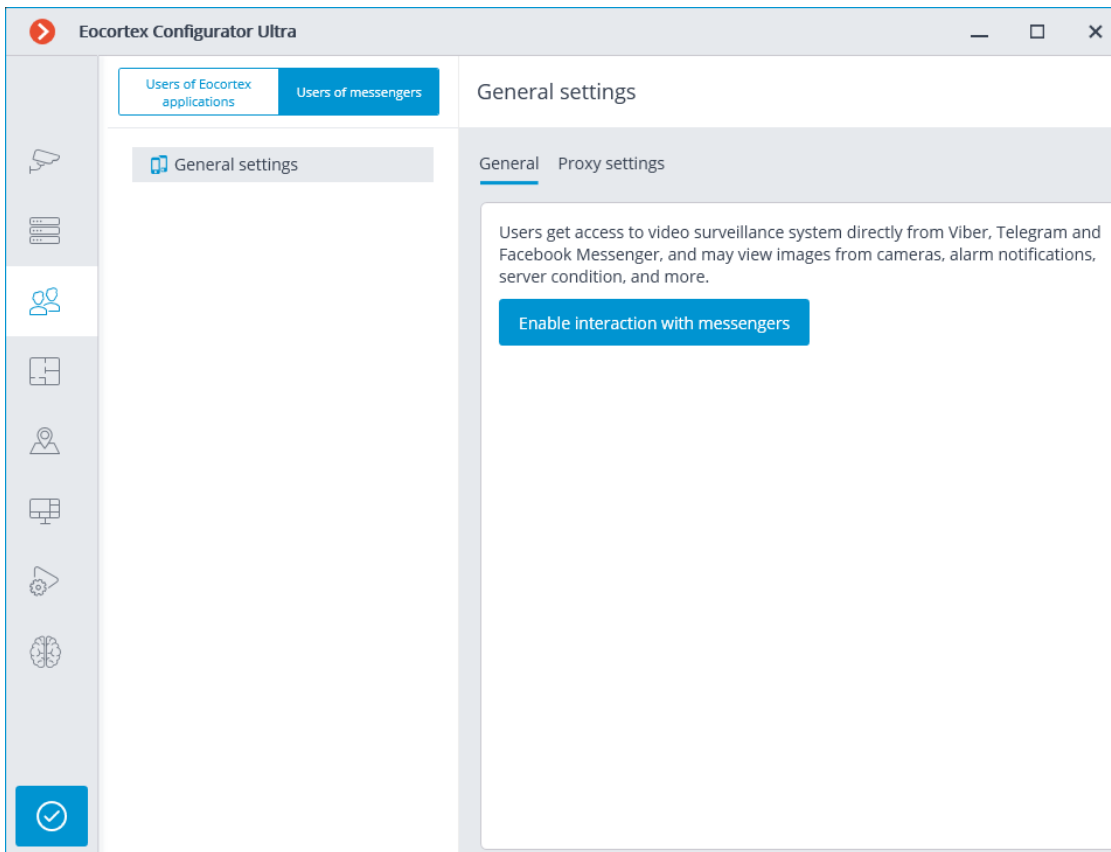 Eocortex Configurator Ultra
Users of Eocortex
applications
Users of messengers
General settings
General settings
General
Proxy settings
Users get access to video surveillance system directly from Viber, Telegram and
Facebook Messenger, and may view images from cameras, alarm notifications,
server condition, and more.
Enable interaction with messengers